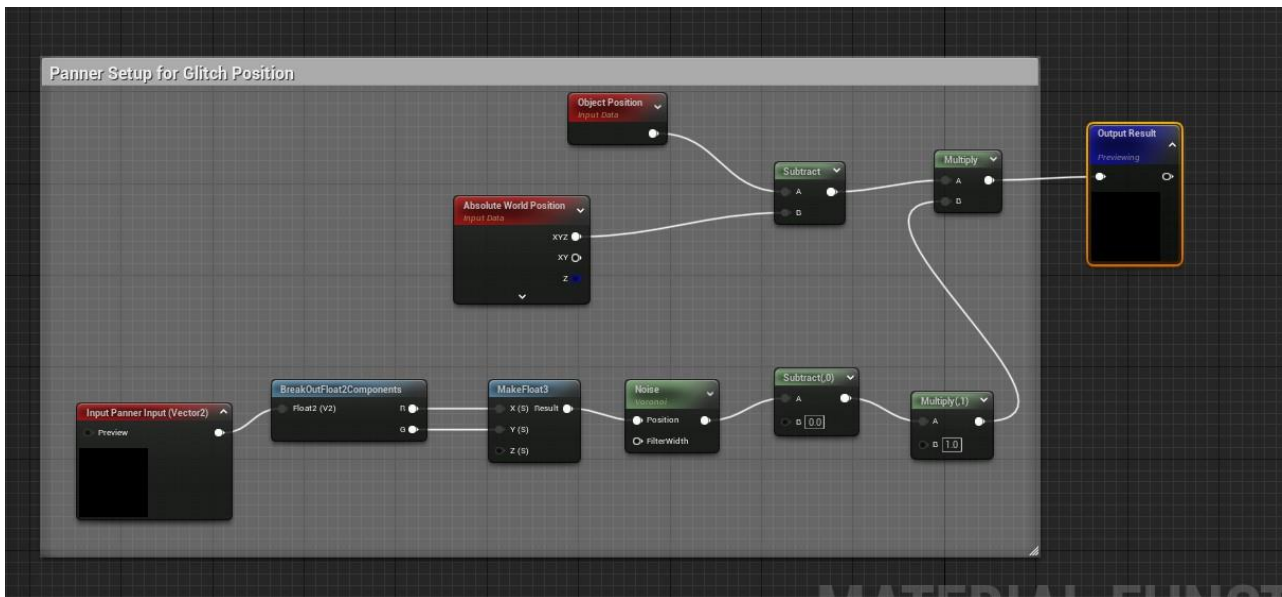 Panner Setup for Glitch Position
Object Position
Input Data
Absolute World Position
Input Data
XYZ
XY
Z
Subtract
A
B
Multiply
A
B
Output Result
Previewing
Input Panner Input (Vector2)
Preview
BreakOutFloat2Components
Float2 (V2) R
G
MakeFloat3
X (S) Result
Y (S)
Z (S)
Noise
Voronoi
Position
FilterWidth
Subtract(,0)
A
B 0.0
Multiply(,1)
A
B 1.0
MATERIAL FUNCT